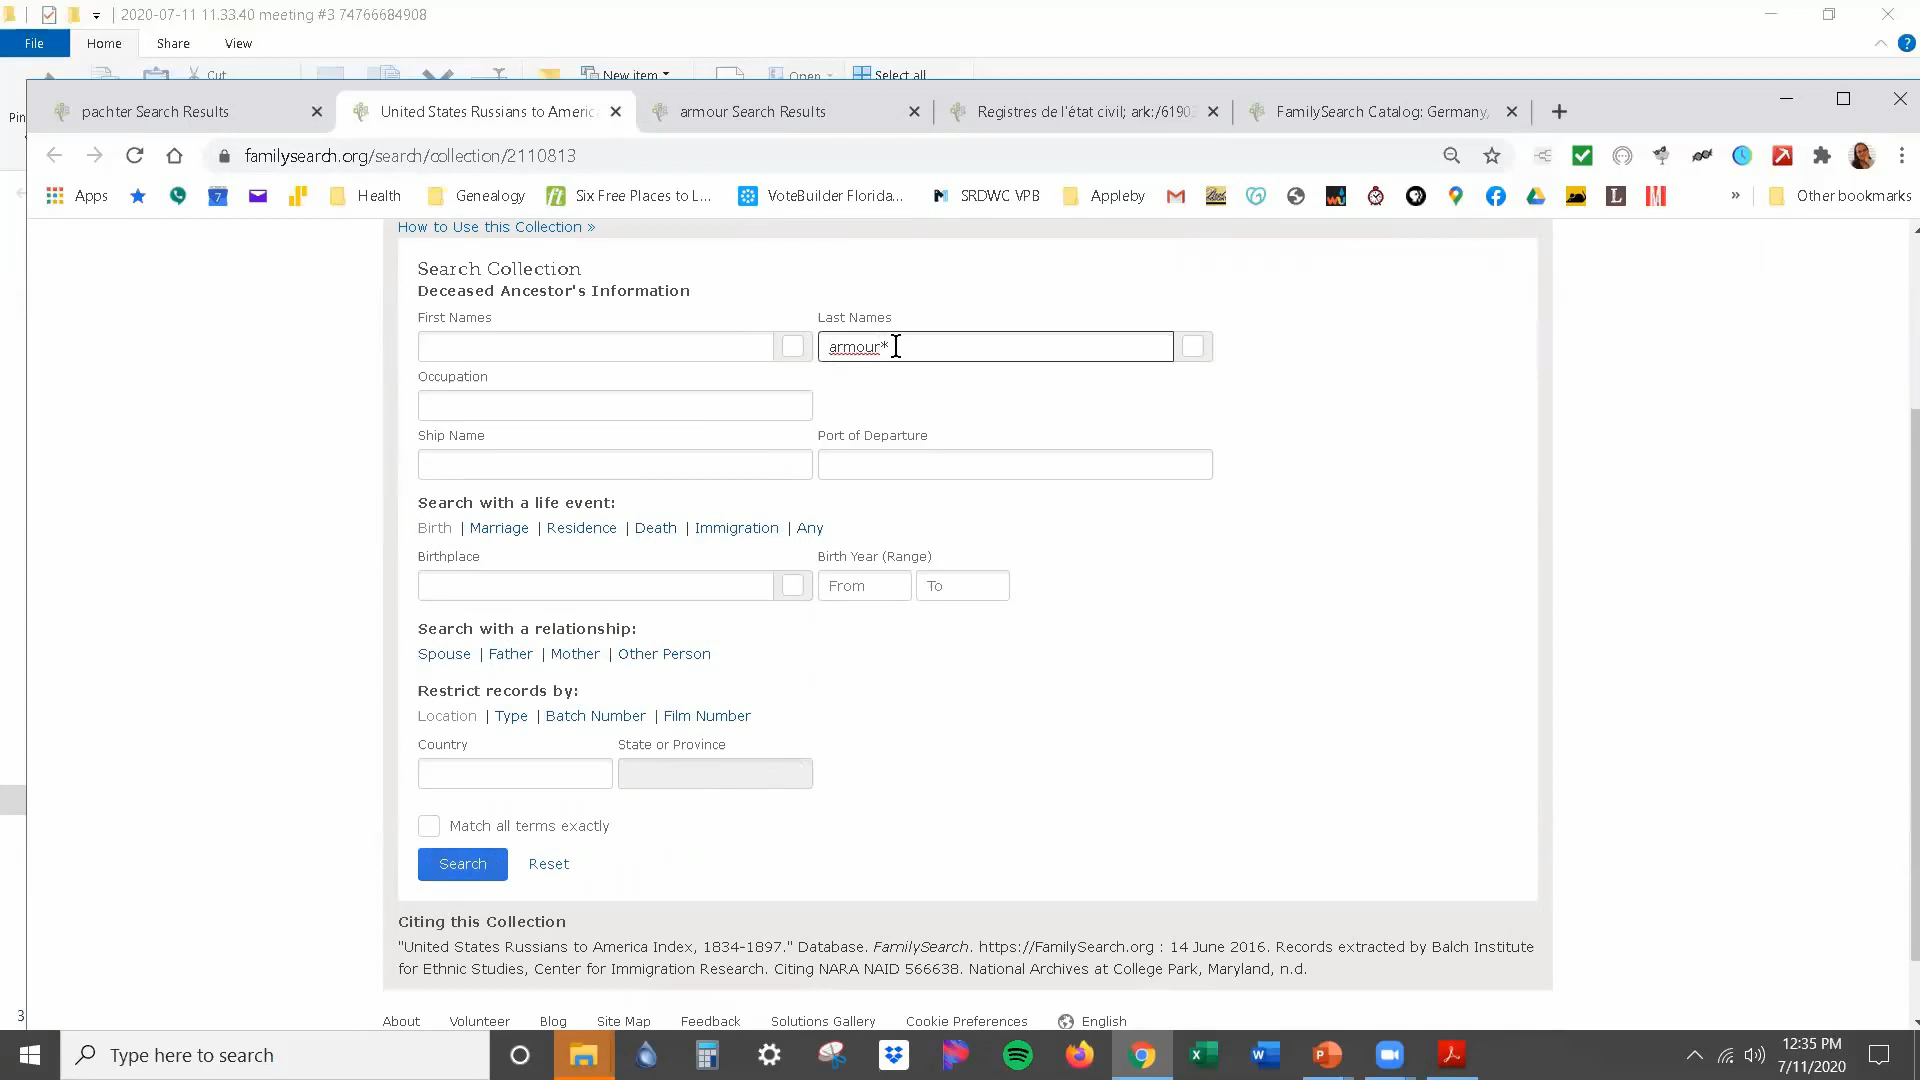 2020-07-11 11.33.40 meeting #3 74766684908
File Home Share View
Cut New item Open Select all
Pin
pachter Search Results
United States Russians to Americ
armour Search Results
Registres de l'état civil; ark:/6190
FamilySearch Catalog: Germany,
familysearch.org/search/collection/2110813
Apps Health Genealogy Six Free Places to L... VoteBuilder Florida... SRDWC VPB Appleby » Other bookmarks
How to Use this Collection »
Search Collection
Deceased Ancestor's Information
First Names Last Names
armour*
Occupation
Ship Name Port of Departure
Search with a life event:
Birth | Marriage | Residence | Death | Immigration | Any
Birthplace Birth Year (Range)
From To
Search with a relationship:
Spouse | Father | Mother | Other Person
Restrict records by:
Location | Type | Batch Number | Film Number
Country State or Province
Match all terms exactly
Search Reset
Citing this Collection
"United States Russians to America Index, 1834-1897." Database. FamilySearch. https://FamilySearch.org : 14 June 2016. Records extracted by Balch Institute
for Ethnic Studies, Center for Immigration Research. Citing NARA NAID 566638. National Archives at College Park, Maryland, n.d.
3
About Volunteer Blog Site Map Feedback Solutions Gallery Cookie Preferences English
Type here to search
12:35 PM
7/11/2020